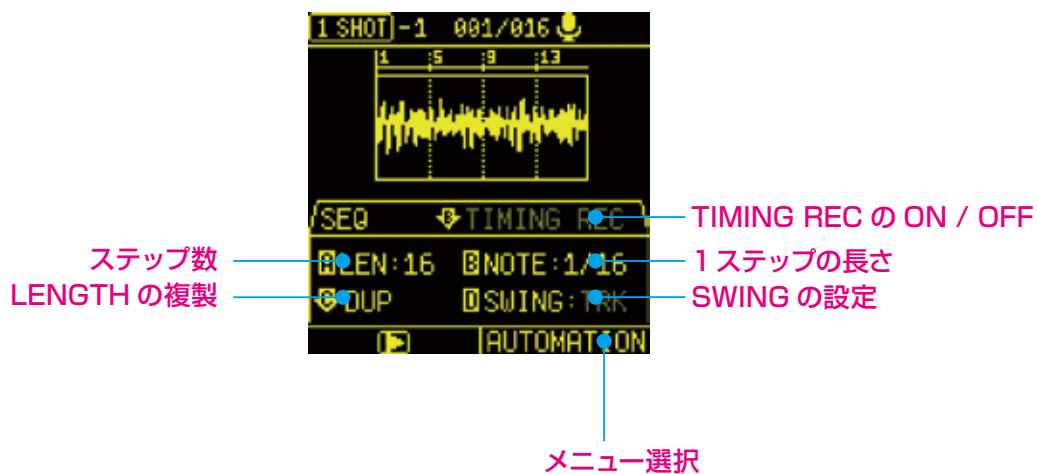 1 SHOT -1 001/016
1 5 9 13
SEQ B TIMING REC
TIMING REC の ON / OFF
ステップ数
A LEN:16 B NOTE:1/16
1ステップの長さ
LENGTH の複製
C DUP D SWING:TRK
SWING の設定
AUTOMATION
メニュー選択